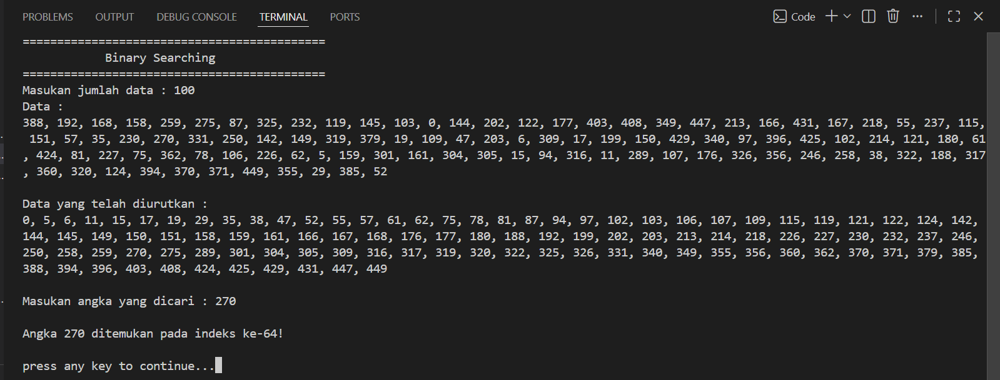 PROBLEMS OUTPUT DEBUG CONSOLE TERMINAL PORTS Code
============================================
Binary Searching
============================================
Masukan jumlah data : 100
Data :
388, 192, 168, 158, 259, 275, 87, 325, 232, 119, 145, 103, 0, 144, 202, 122, 177, 403, 408, 349, 447, 213, 166, 431, 167, 218, 55, 237, 115,
151, 57, 35, 230, 270, 331, 250, 142, 149, 319, 379, 19, 109, 47, 203, 6, 309, 17, 199, 150, 429, 340, 97, 396, 425, 102, 214, 121, 180, 61
, 424, 81, 227, 75, 362, 78, 106, 226, 62, 5, 159, 301, 161, 304, 305, 15, 94, 316, 11, 289, 107, 176, 326, 356, 246, 258, 38, 322, 188, 317
, 360, 320, 124, 394, 370, 371, 449, 355, 29, 385, 52
Data yang telah diurutkan :
0, 5, 6, 11, 15, 17, 19, 29, 35, 38, 47, 52, 55, 57, 61, 62, 75, 78, 81, 87, 94, 97, 102, 103, 106, 107, 109, 115, 119, 121, 122, 124, 142,
144, 145, 149, 150, 151, 158, 159, 161, 166, 167, 168, 176, 177, 180, 188, 192, 199, 202, 203, 213, 214, 218, 226, 227, 230, 232, 237, 246,
250, 258, 259, 270, 275, 289, 301, 304, 305, 309, 316, 317, 319, 320, 322, 325, 326, 331, 340, 349, 355, 356, 360, 362, 370, 371, 379, 385,
388, 394, 396, 403, 408, 424, 425, 429, 431, 447, 449
Masukan angka yang dicari : 270
Angka 270 ditemukan pada indeks ke-64!
press any key to continue...